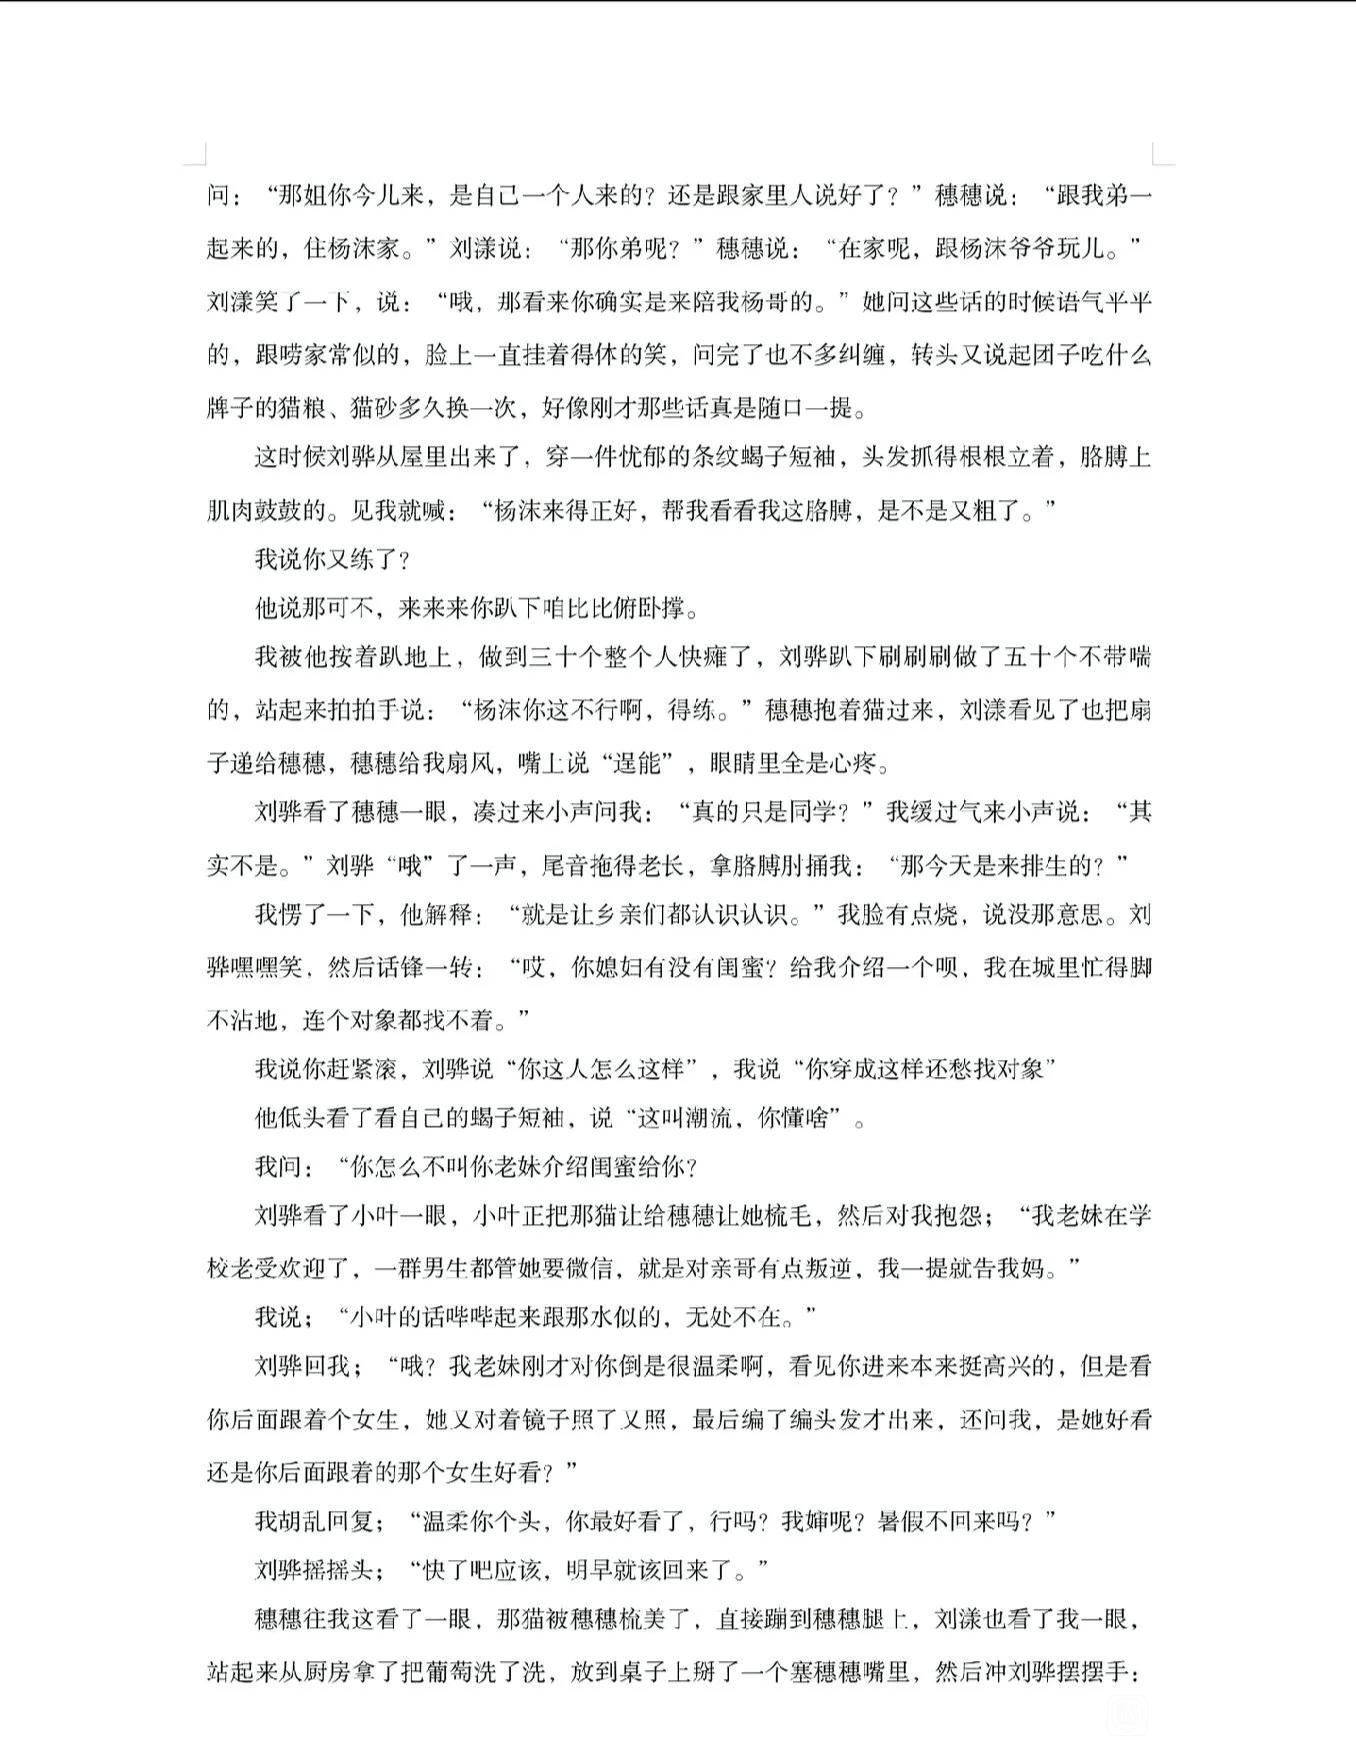 问：“那姐你今儿来，是自己一个人来的？还是跟家里人说好了？”穗穗说：“跟我弟一
起来的，住杨沫家。”刘漾说：“那你弟呢？”穗穗说：“在家呢，跟杨沫爷爷玩儿。”
刘漾笑了一下，说：“哦，那看来你确实是来陪我杨哥的。”她问这些话的时候语气平平
的，跟唠家常似的，脸上一直挂着得体的笑，问完了也不多纠缠，转头又说起团子吃什么
牌子的猫粮、猫砂多久换一次，好像刚才那些话真是随口一提。
这时候刘骅从屋里出来了，穿一件忧郁的条纹蝎子短袖，头发抓得根根立着，胳膊上
肌肉鼓鼓的。见我就喊：“杨沫来得正好，帮我看看我这胳膊，是不是又粗了。”
我说你又练了？
他说那可不，来来来你趴下咱比比俯卧撑。
我被他按着趴地上，做到三十个整个人快瘫了，刘骅趴下刷刷刷做了五十个不带喘
的，站起来拍拍手说：“杨沫你这不行啊，得练。”穗穗抱着猫过来，刘漾看见了也把扇
子递给穗穗，穗穗给我扇风，嘴上说“逞能”，眼睛里全是心疼。
刘骅看了穗穗一眼，凑过来小声问我：“真的只是同学？”我缓过气来小声说：“其
实不是。”刘骅“哦”了一声，尾音拖得老长，拿胳膊肘捅我：“那今天是来排生的？”
我愣了一下，他解释：“就是让乡亲们都认识认识。”我脸有点烧，说没那意思。刘
骅嘿嘿笑，然后话锋一转：“哎，你媳妇有没有闺蜜？给我介绍一个呗，我在城里忙得脚
不沾地，连个对象都找不着。”
我说你赶紧滚，刘骅说“你这人怎么这样”，我说“你穿成这样还愁找对象”
他低头看了看自己的蝎子短袖，说“这叫潮流，你懂啥”。
我问：“你怎么不叫你老妹介绍闺蜜给你？
刘骅看了小叶一眼，小叶正把那猫让给穗穗让她梳毛，然后对我抱怨；“我老妹在学
校老受欢迎了，一群男生都管她要微信，就是对亲哥有点叛逆，我一提就告我妈。”
我说；“小叶的话哗哗起来跟那水似的，无处不在。”
刘骅回我；“哦？我老妹刚才对你倒是很温柔啊，看见你进来本来挺高兴的，但是看
你后面跟着个女生，她又对着镜子照了又照，最后编了编头发才出来，还问我，是她好看
还是你后面跟着的那个女生好看？”
我胡乱回复；“温柔你个头，你最好看了，行吗？我婶呢？暑假不回来吗？”
刘骅摇摇头；“快了吧应该，明早就该回来了。”
穗穗往我这看了一眼，那猫被穗穗梳美了，直接蹦到穗穗腿上，刘漾也看了我一眼，
站起来从厨房拿了把葡萄洗了洗，放到桌子上掰了一个塞穗穗嘴里，然后冲刘骅摆摆手：